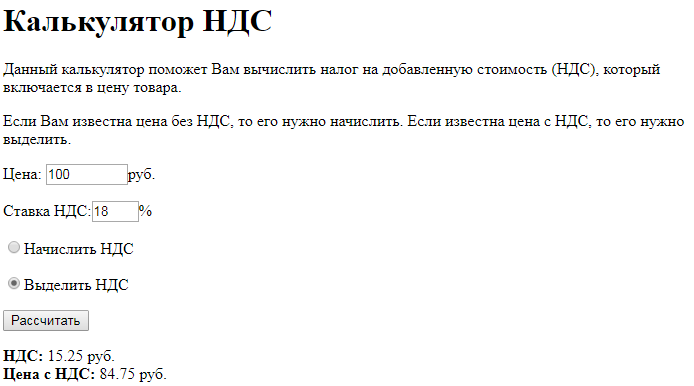 Калькулятор НДС
Данный калькулятор поможет Вам вычислить налог на добавленную стоимость (НДС), который
включается в цену товара.
Если Вам известна цена без НДС, то его нужно начислить. Если известна цена с НДС, то его нужно
выделить.
Цена: 100 руб.
Ставка НДС: 18 %
Начислить НДС
Выделить НДС
Рассчитать
НДС: 15.25 руб.
Цена с НДС: 84.75 руб.